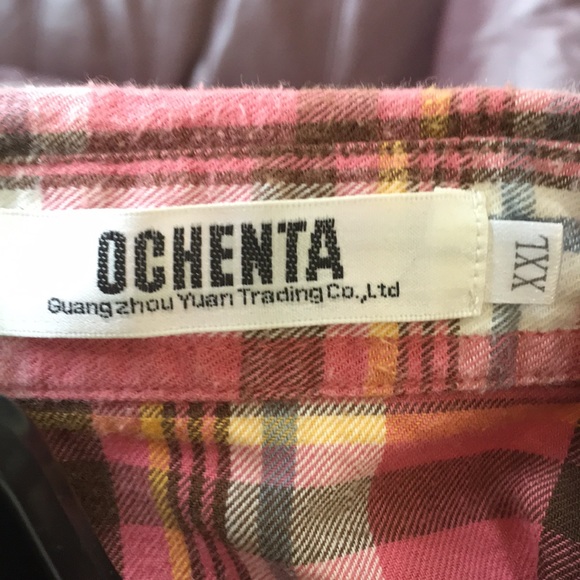 OCHENTA
Guangzhou Yuan Trading Co.,Ltd
XXL